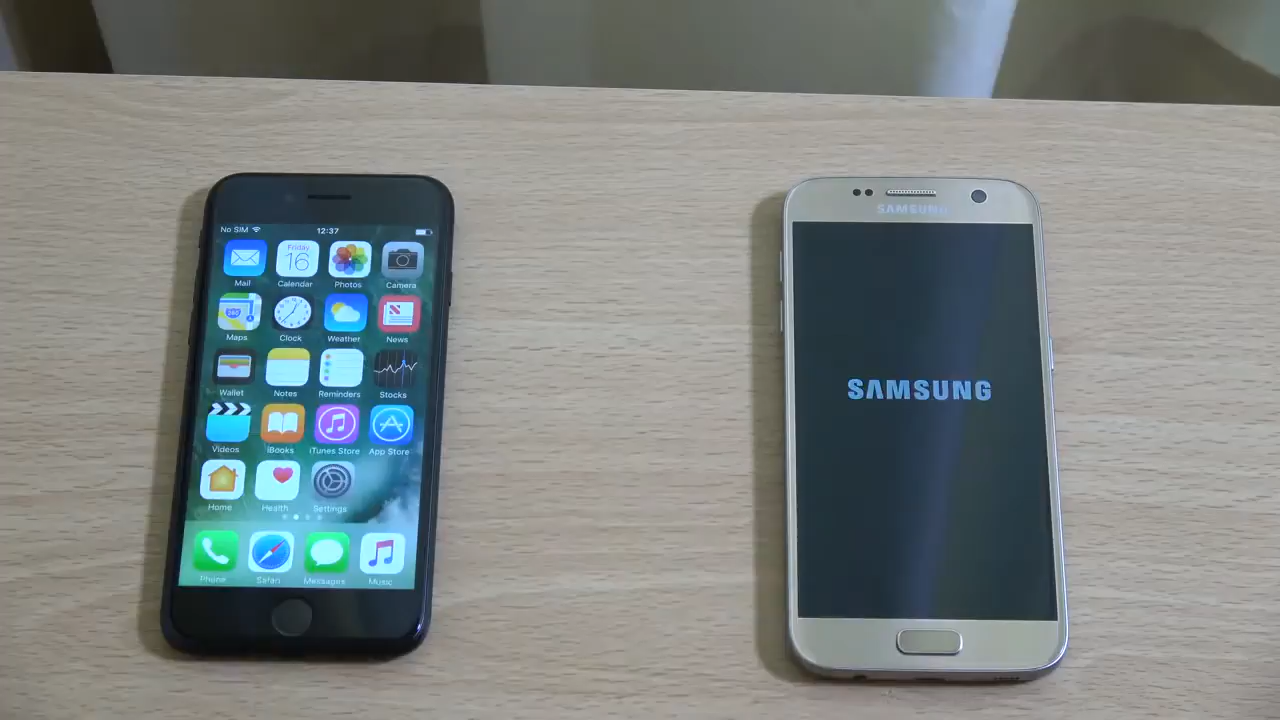 No SIM 12:37
Friday
16
Mail Calendar Photos Camera
280
Maps Clock Weather News
Wallet Notes Reminders Stocks
Videos iBooks iTunes Store App Store
Home Health Settings
Phone Safari Messages Music
SAMSUNG
SAMSUNG